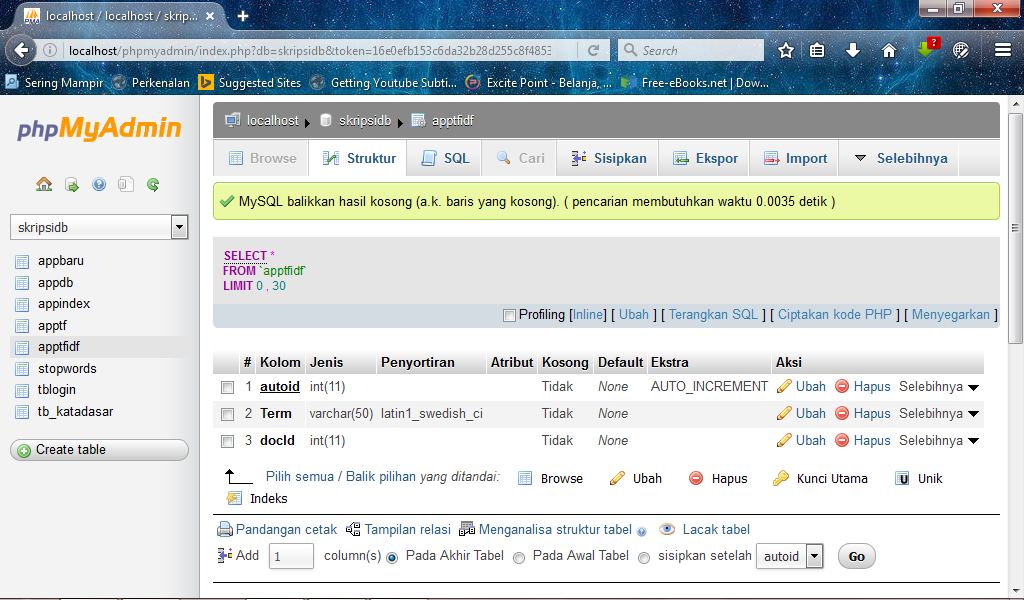 localhost / localhost / skrip...
localhost/phpmyadmin/index.php?db=skripsidb&token=16e0efb153c6da32b28d255c8f4853
Search
?
Sering Mampir Perkenalan Suggested Sites Getting Youtube Subti... Excite Point - Belanja, ... Free-eBooks.net | Dow...
phpMyAdmin
skripsidb
appbaru
appdb
appindex
apptf
apptfidf
stopwords
tblogin
tb_katadasar
Create table
localhost skripsidb apptfidf
Browse Struktur SQL Cari Sisipkan Ekspor Import Selebihnya
MySQL balikkan hasil kosong (a.k. baris yang kosong). ( pencarian membutuhkan waktu 0.0035 detik )
SELECT *
FROM `apptfidf`
LIMIT 0 , 30
Profiling [Inline] [ Ubah ] [ Terangkan SQL ] [ Ciptakan kode PHP ] [ Menyegarkan ]
# Kolom Jenis Penyortiran Atribut Kosong Default Ekstra Aksi
1 autoid int(11) Tidak None AUTO_INCREMENT Ubah Hapus Selebihnya
2 Term varchar(50) latin1_swedish_ci Tidak None Ubah Hapus Selebihnya
3 docId int(11) Tidak None Ubah Hapus Selebihnya
Pilih semua / Balik pilihan yang ditandai: Browse Ubah Hapus Kunci Utama Unik
Indeks
Pandangan cetak Tampilan relasi Menganalisa struktur tabel Lacak tabel
Add 1 column(s) Pada Akhir Tabel Pada Awal Tabel sisipkan setelah autoid Go